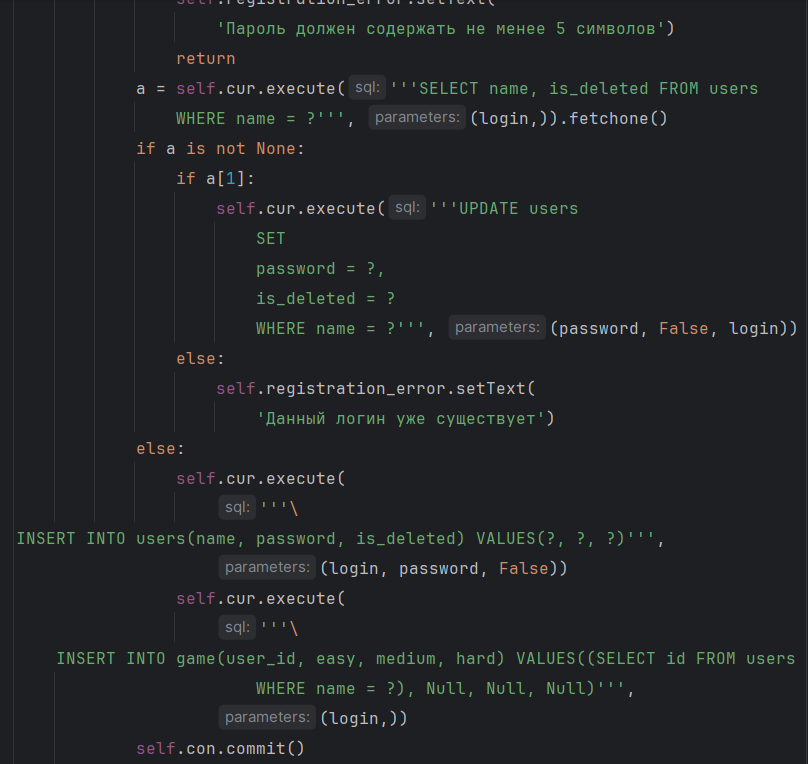 self.registration_error.setText(
'Пароль должен содержать не менее 5 символов')
return
a = self.cur.execute( sql: '''SELECT name, is_deleted FROM users
WHERE name = ?''', parameters: (login,)).fetchone()
if a is not None:
if a[1]:
self.cur.execute( sql: '''UPDATE users
SET
password = ?,
is_deleted = ?
WHERE name = ?''', parameters: (password, False, login))
else:
self.registration_error.setText(
'Данный логин уже существует')
else:
self.cur.execute(
sql: '''\
INSERT INTO users(name, password, is_deleted) VALUES(?, ?, ?)''',
parameters: (login, password, False))
self.cur.execute(
sql: '''\
INSERT INTO game(user_id, easy, medium, hard) VALUES((SELECT id FROM users
WHERE name = ?), Null, Null, Null)''',
parameters: (login,))
self.con.commit()